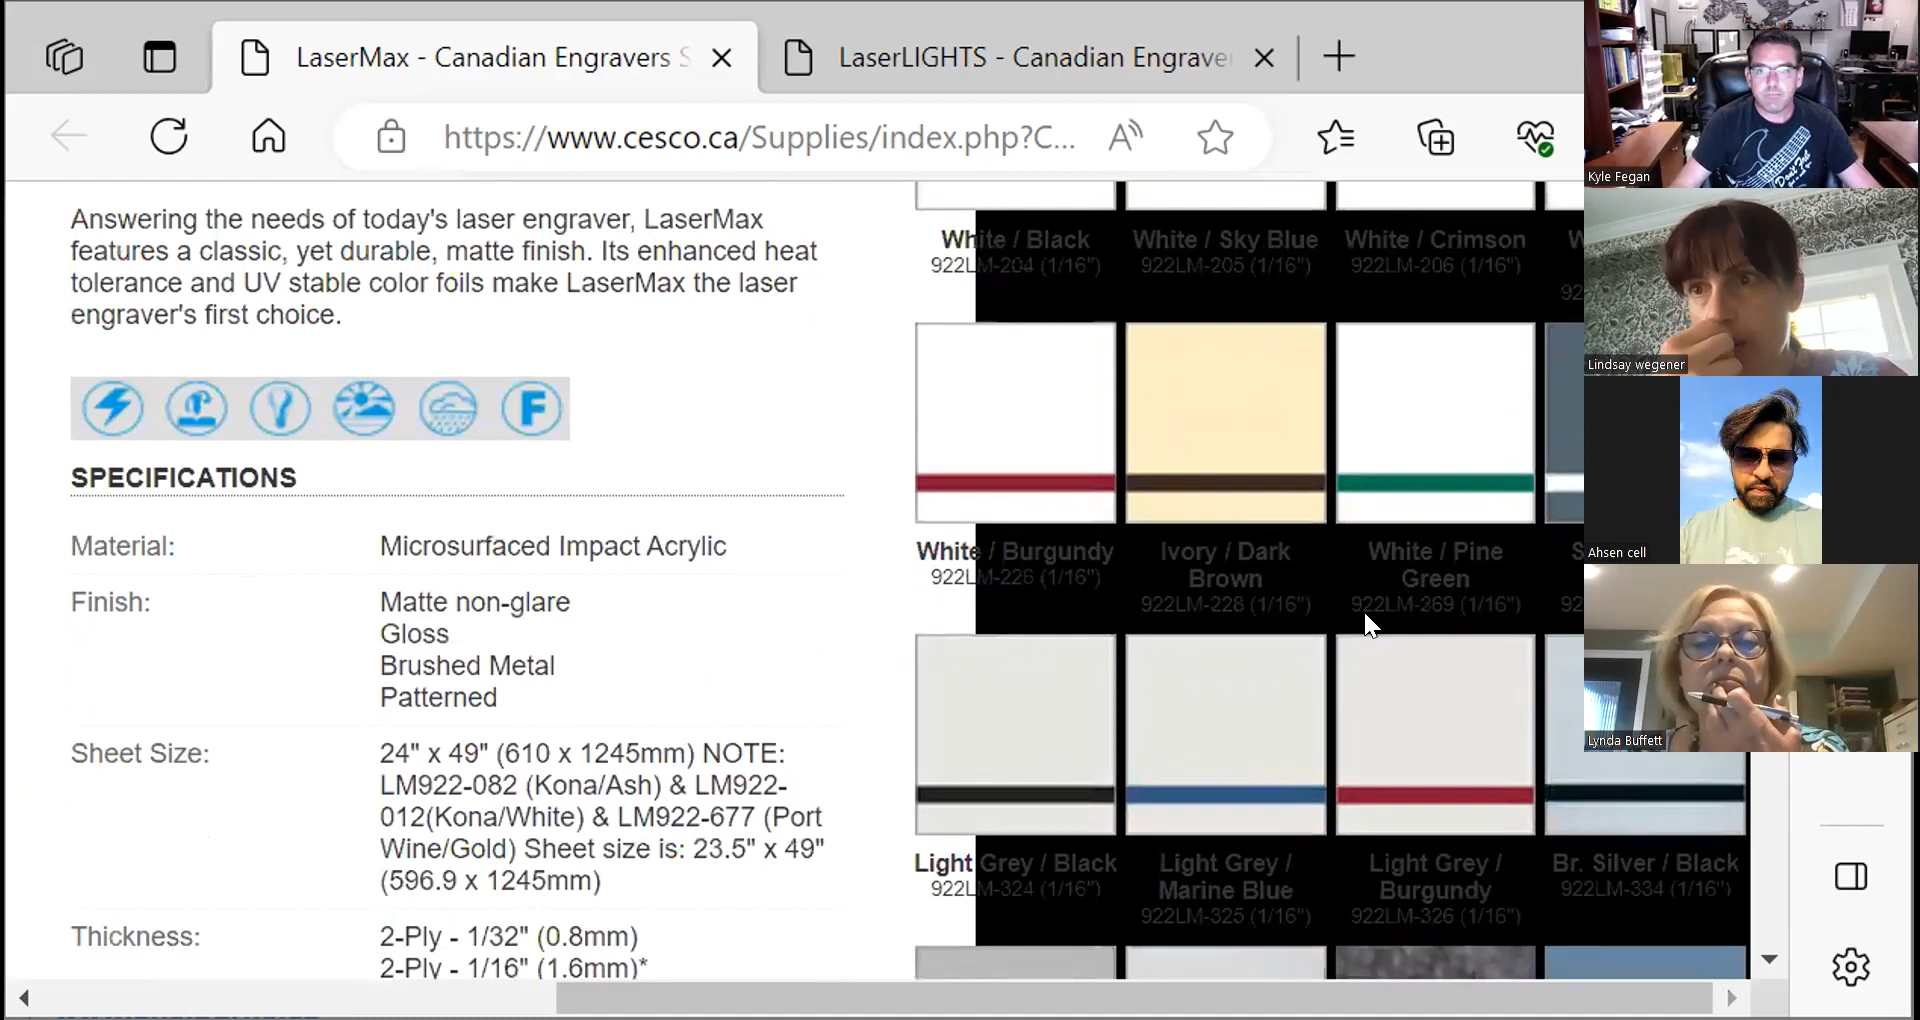 LaserMax - Canadian Engravers S
LaserLIGHTS - Canadian Engrave
https://www.cesco.ca/Supplies/index.php?C...
Answering the needs of today's laser engraver, LaserMax
features a classic, yet durable, matte finish. Its enhanced heat
tolerance and UV stable color foils make LaserMax the laser
engraver's first choice.
F
SPECIFICATIONS
Material: Microsurfaced Impact Acrylic
Finish: Matte non-glare
Gloss
Brushed Metal
Patterned
Sheet Size: 24" x 49" (610 x 1245mm) NOTE:
LM922-082 (Kona/Ash) & LM922-
012(Kona/White) & LM922-677 (Port
Wine/Gold) Sheet size is: 23.5" x 49"
(596.9 x 1245mm)
Thickness: 2-Ply - 1/32" (0.8mm)
2-Ply - 1/16" (1.6mm)*
White / Black
922LM-204 (1/16")
White / Sky Blue
922LM-205 (1/16")
White / Crimson
922LM-206 (1/16")
W
92
White / Burgundy
922LM-226 (1/16")
Ivory / Dark
Brown
922LM-228 (1/16")
White / Pine
Green
922LM-269 (1/16")
S
92
Light Grey / Black
922LM-324 (1/16")
Light Grey /
Marine Blue
922LM-325 (1/16")
Light Grey /
Burgundy
922LM-326 (1/16")
Br. Silver / Black
922LM-334 (1/16")
Kyle Fegan
Lindsay wegener
Ahsen cell
Lynda Buffett